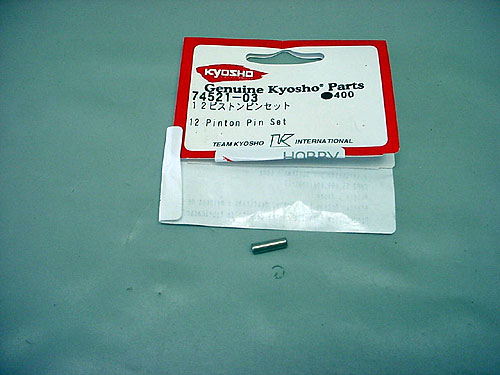 KYOSHO
Genuine Kyosho® Parts
74521-03 ●400
12ピストンピンセット
12 Pinton Pin Set
TEAM KYOSHO INTERNATIONAL
HOBBY